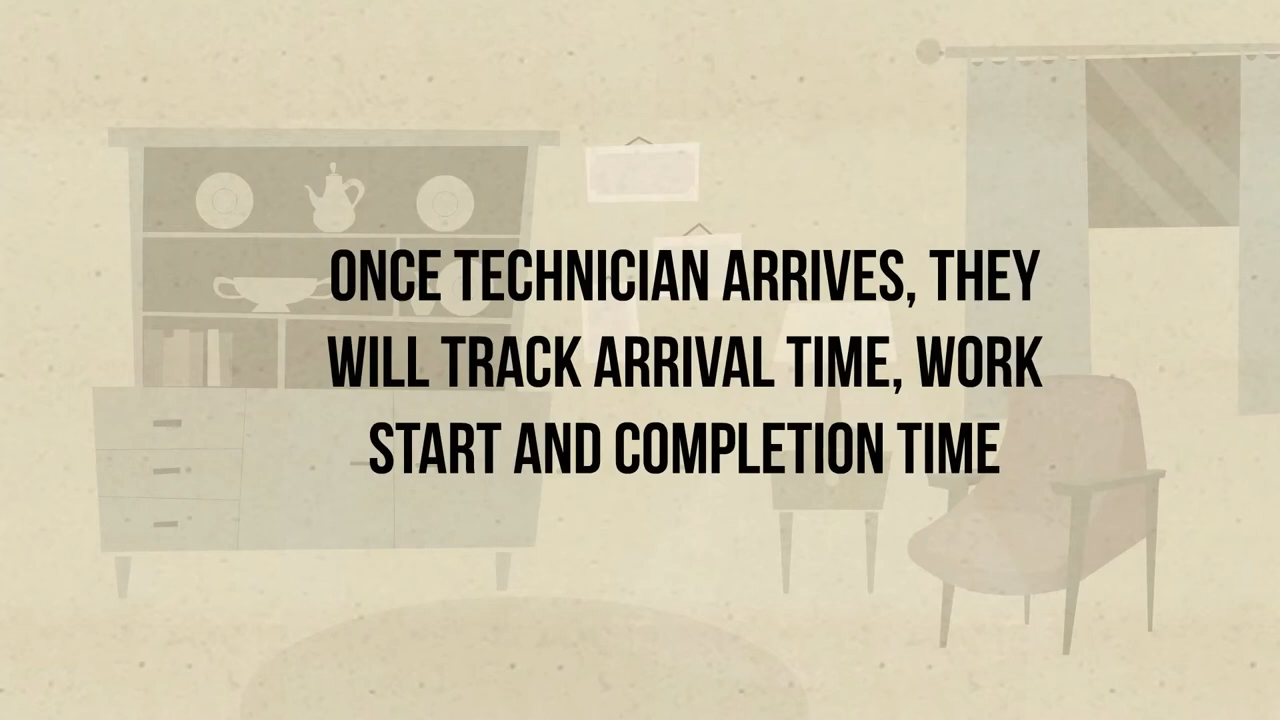 ONCE TECHNICIAN ARRIVES, THEY
WILL TRACK ARRIVAL TIME, WORK
START AND COMPLETION TIME